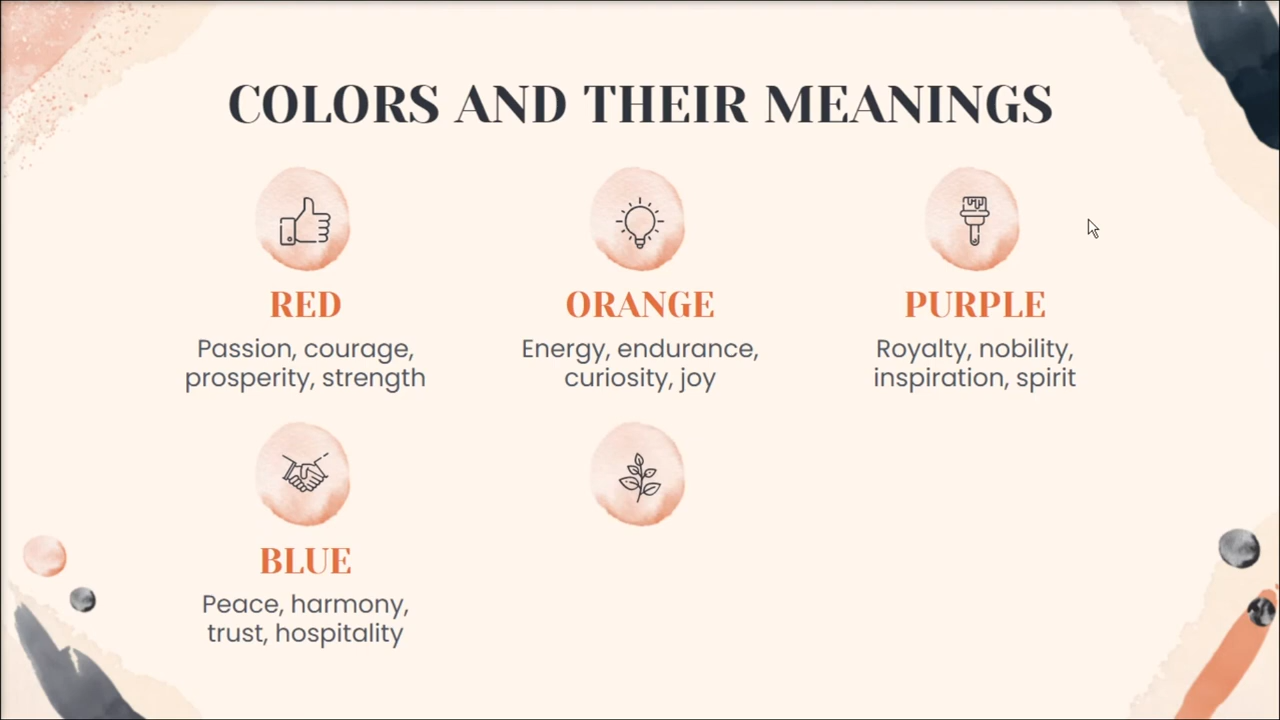 COLORS AND THEIR MEANINGS
RED
Passion, courage,
prosperity, strength
ORANGE
Energy, endurance,
curiosity, joy
PURPLE
Royalty, nobility,
inspiration, spirit
BLUE
Peace, harmony,
trust, hospitality